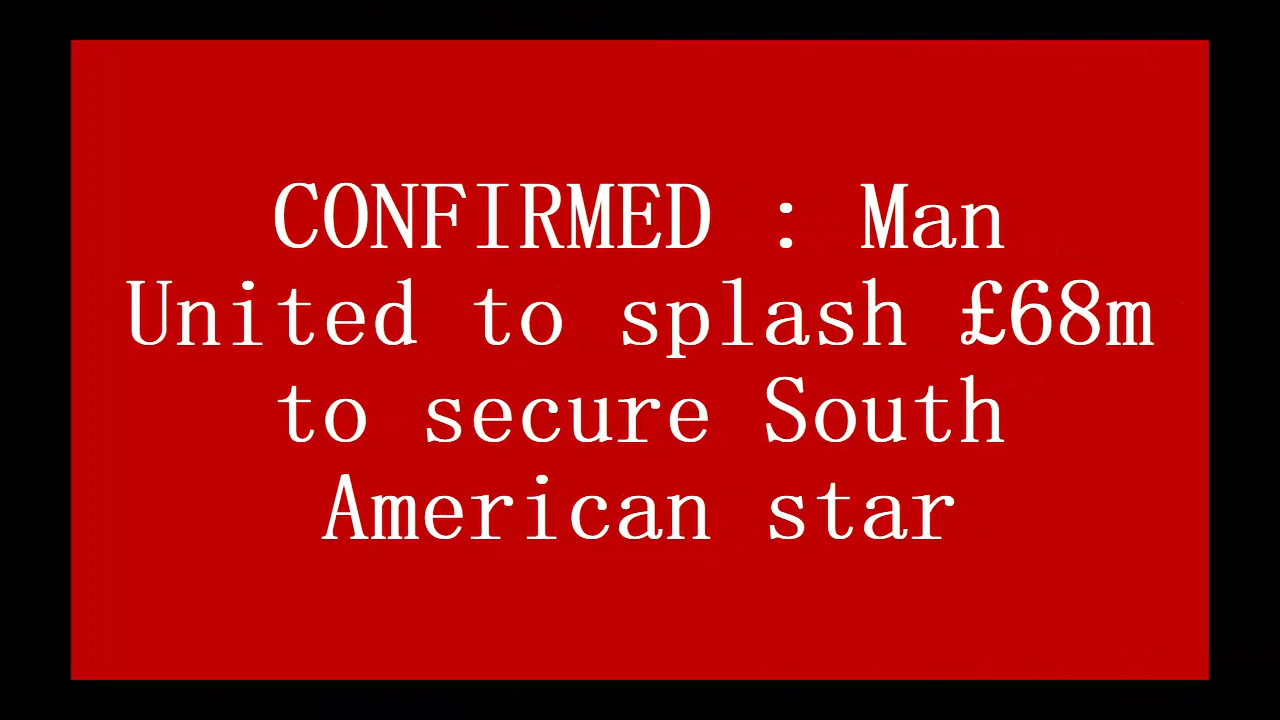 CONFIRMED : Man
United to splash £68m
to secure South
American star